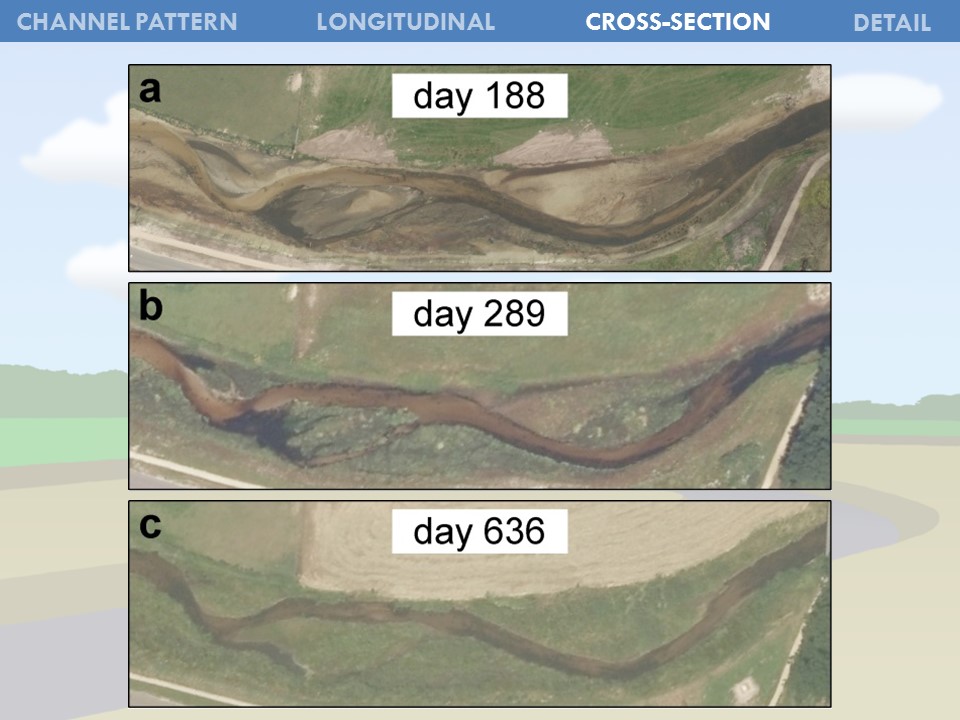 CHANNEL PATTERN LONGITUDINAL CROSS-SECTION DETAIL
a day 188
b day 289
c day 636